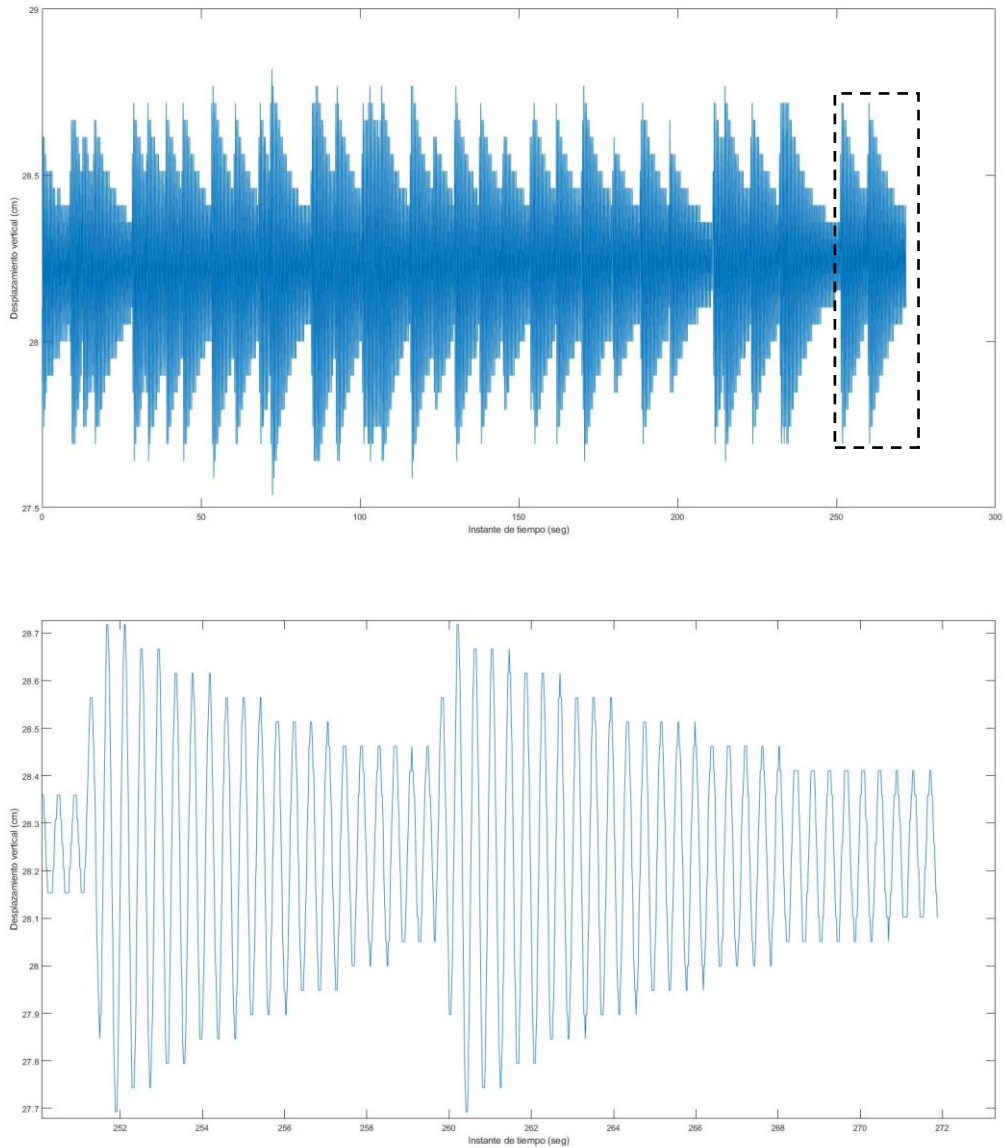 29
28.5
28
27.5
Desplazamiento vertical (cm)
0 50 100 150 200 250 300
Instante de tiempo (seg)
28.7
28.6
28.5
28.4
28.3
28.2
28.1
28
27.9
27.8
27.7
Desplazamiento vertical (cm)
252 254 256 258 260 262 264 266 268 270 272
Instante de tiempo (seg)